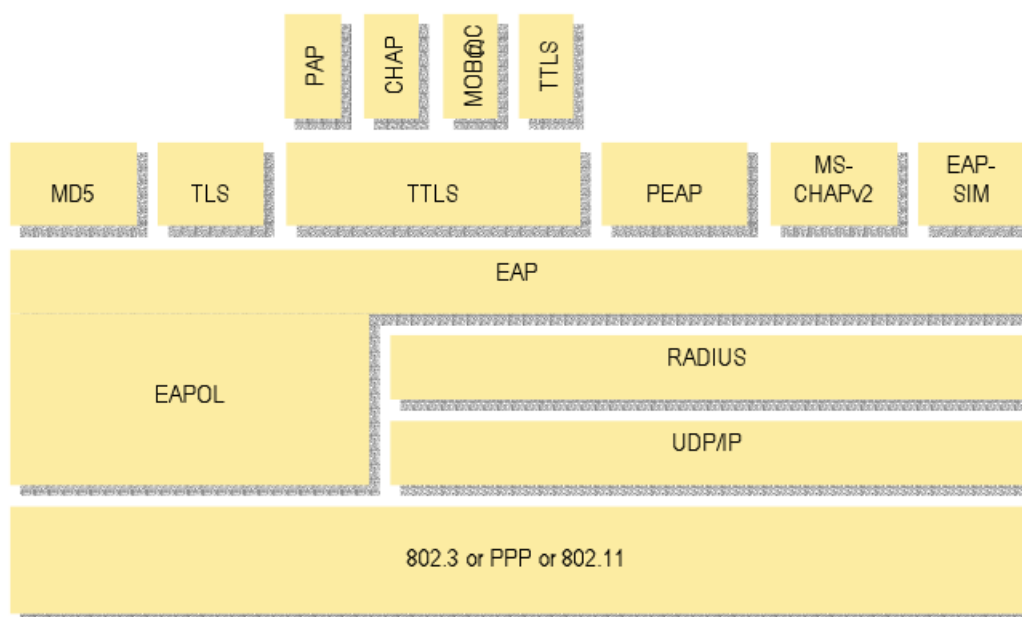 PAP
CHAP
TTLS
MD5
TLS
TTLS
PEAP
MS-
CHAPv2
EAP-
SIM
EAP
EAPOL
RADIUS
UDP/IP
802.3 or PPP or 802.11